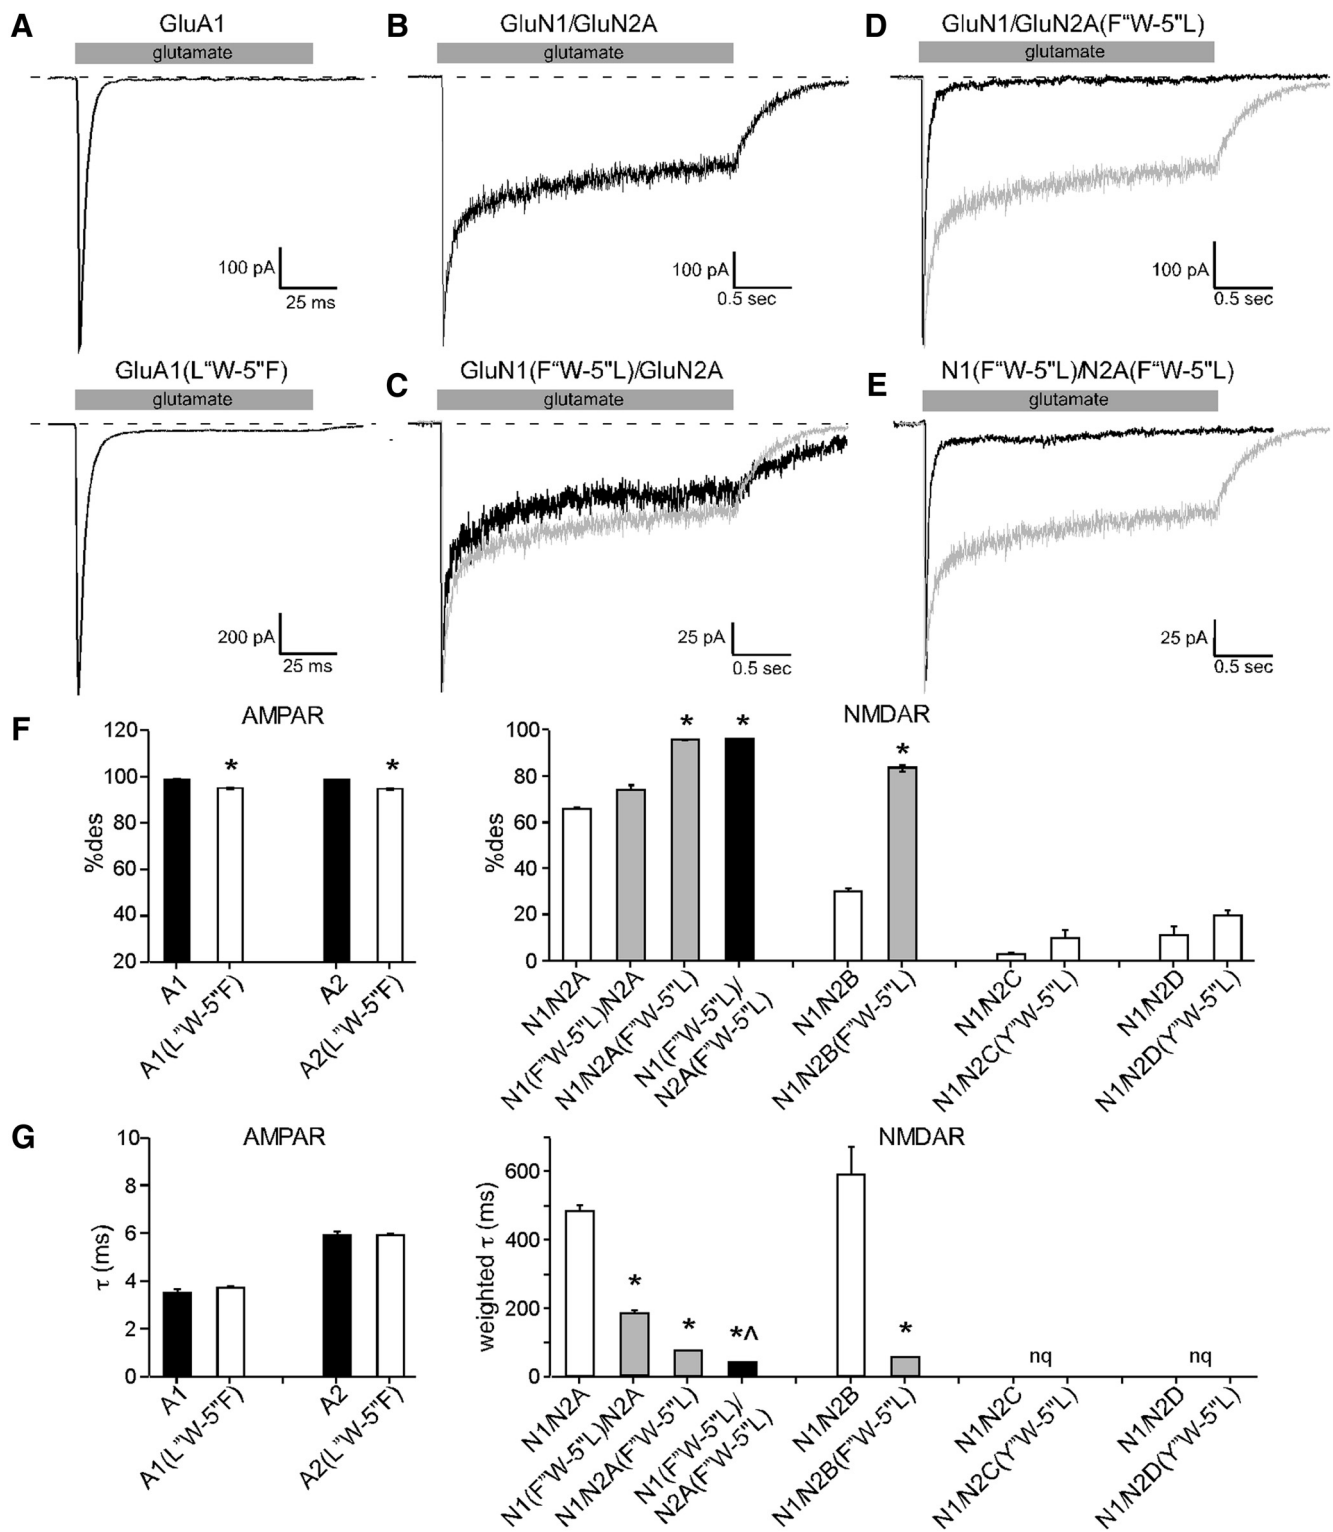 A
GluA1
glutamate
100 pA
25 ms
B
GluN1/GluN2A
glutamate
100 pA
0.5 sec
D
GluN1/GluN2A(F“W-5"L)
glutamate
100 pA
0.5 sec
GluA1(L“W-5"F)
glutamate
200 pA
25 ms
C
GluN1(F“W-5"L)/GluN2A
glutamate
25 pA
0.5 sec
E
N1(F“W-5"L)/N2A(F“W-5"L)
glutamate
25 pA
0.5 sec
F
AMPAR
%des
120
100
80
60
40
20
* *
A1
A1(L”W-5"F)
A2
A2(L”W-5"F)
NMDAR
%des
100
80
60
40
20
0
* * *
N1/N2A
N1(F”W-5"L)/N2A
N1/N2A(F”W-5"L)
N1(F”W-5"L)/
N2A(F”W-5"L)
N1/N2B
N1/N2B(F”W-5"L)
N1/N2C
N1/N2C(Y”W-5"L)
N1/N2D
N1/N2D(Y”W-5"L)
G
AMPAR
τ (ms)
10
8
6
4
2
0
A1
A1(L”W-5"F)
A2
A2(L”W-5"F)
NMDAR
weighted τ (ms)
600
400
200
0
* * *^ *
nq nq
N1/N2A
N1(F”W-5"L)/N2A
N1/N2A(F”W-5"L)
N1(F”W-5"L)/
N2A(F”W-5"L)
N1/N2B
N1/N2B(F”W-5"L)
N1/N2C
N1/N2C(Y”W-5"L)
N1/N2D
N1/N2D(Y”W-5"L)